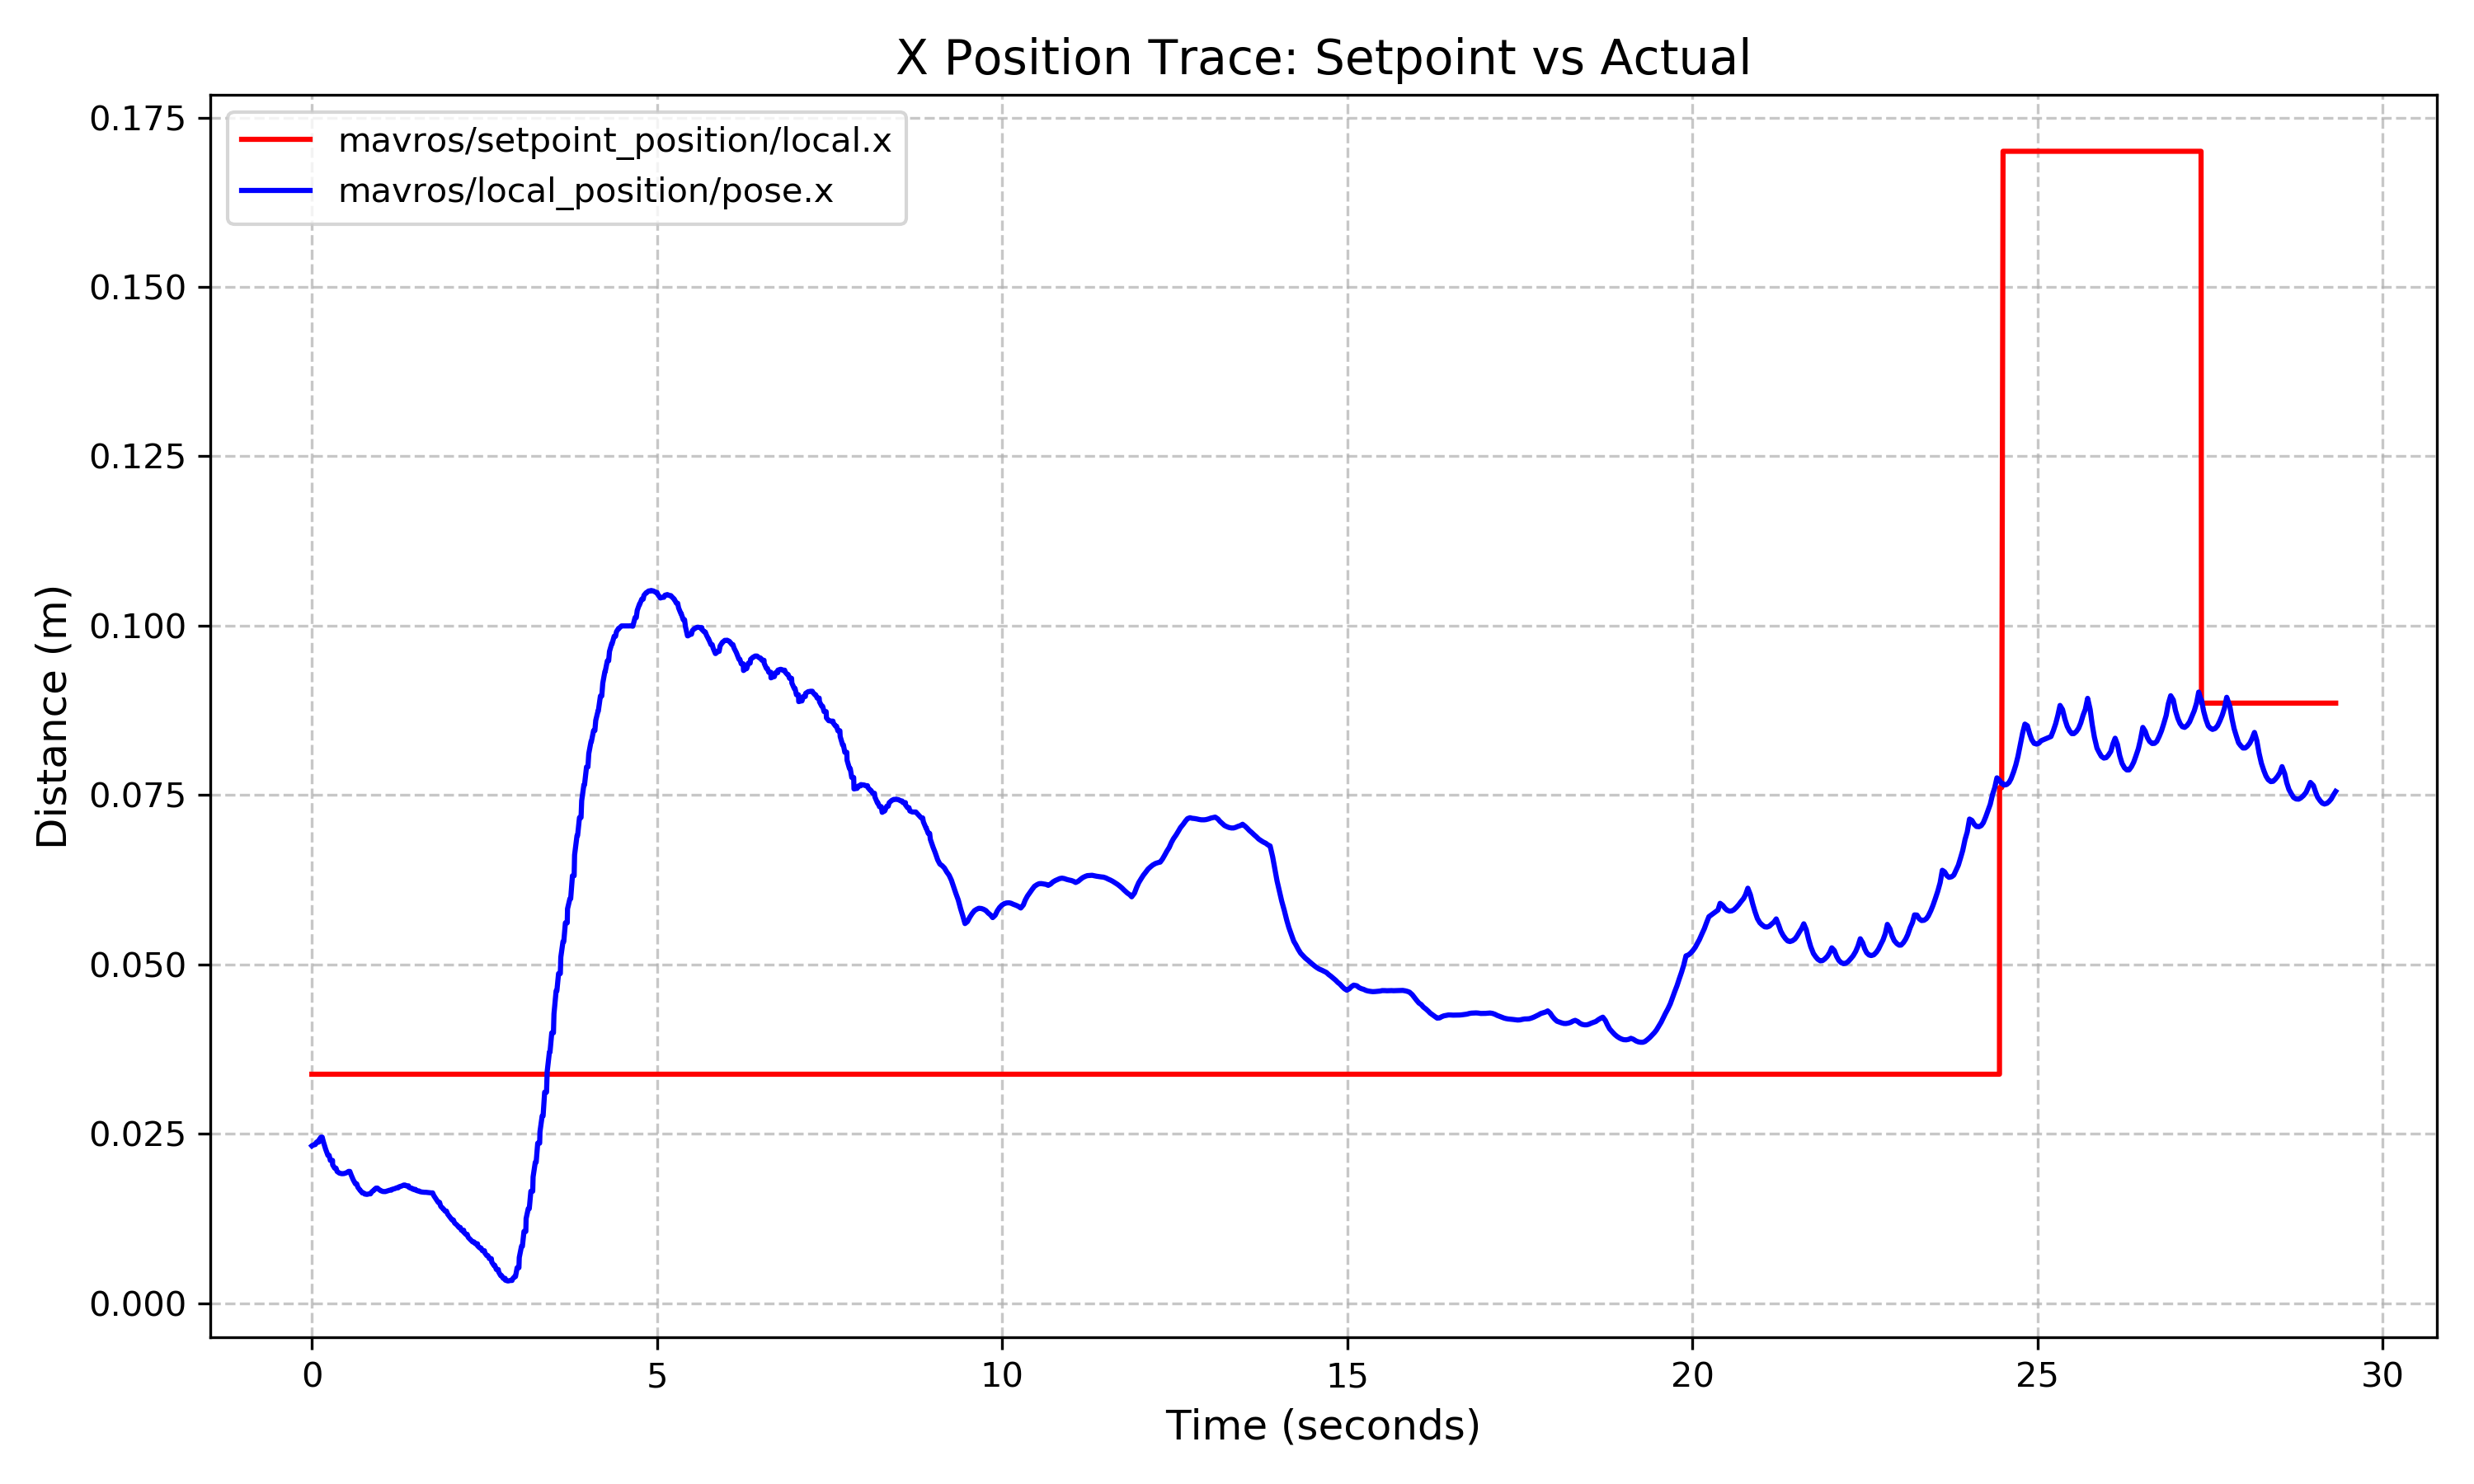 X Position Trace: Setpoint vs Actual
mavros/setpoint_position/local.x
mavros/local_position/pose.x
Distance (m)
0.175
0.150
0.125
0.100
0.075
0.050
0.025
0.000
0 5 10 15 20 25 30
Time (seconds)